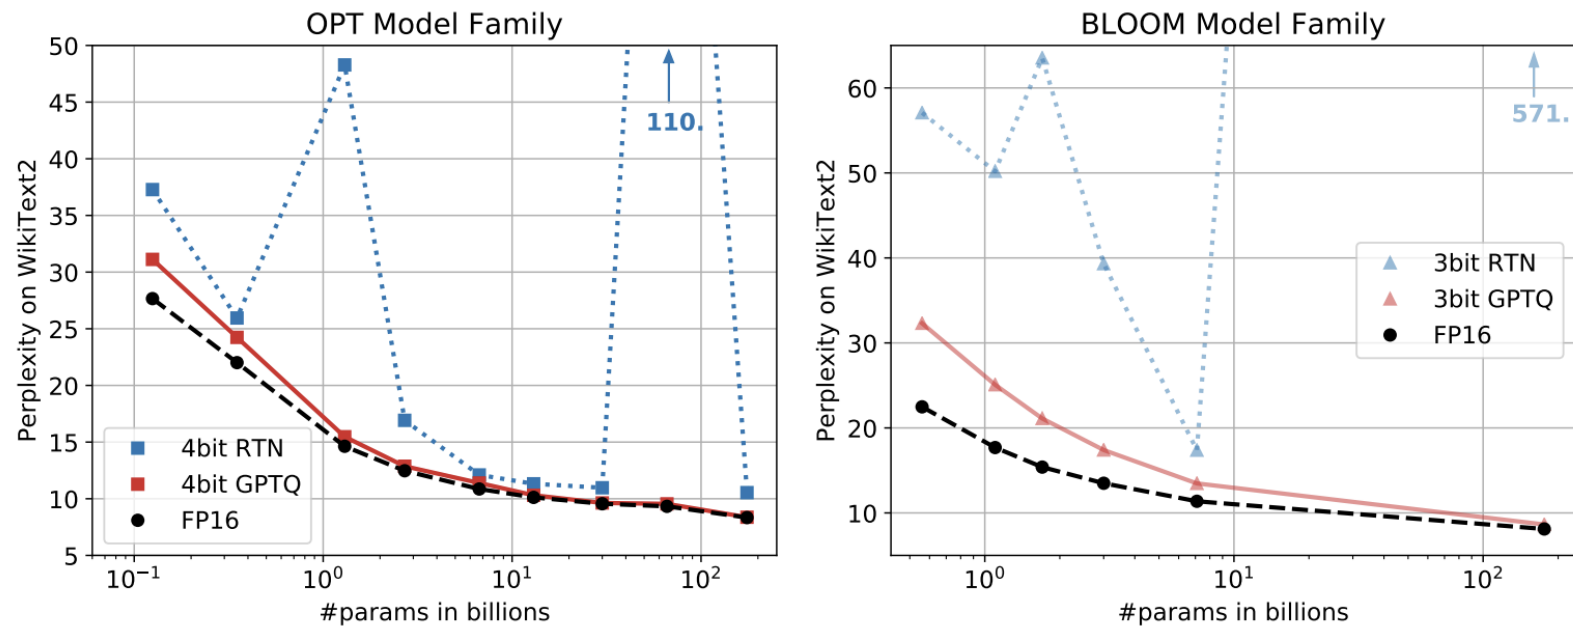 OPT Model Family
Perplexity on WikiText2
50
45
40
35
30
25
20
15
10
5
110.
4bit RTN
4bit GPTQ
FP16
10⁻¹
10⁰
10¹
10²
#params in billions
BLOOM Model Family
Perplexity on WikiText2
60
50
40
30
20
10
571.
3bit RTN
3bit GPTQ
FP16
10⁰
10¹
10²
#params in billions